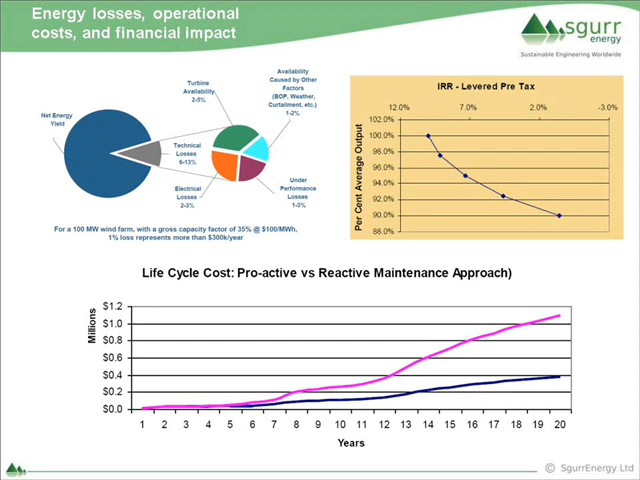 Energy losses, operational
costs, and financial impact
sgurr
energy
Sustainable Engineering Worldwide
Net Energy
Yield
Turbine
Availability
2-5%
Availability
Caused by Other
Factors
(BOP, Weather,
Curtailment, etc.)
1-2%
Technical
Losses
6-13%
Electrical
Losses
2-3%
Under
Performance
Losses
1-3%
For a 100 MW wind farm, with a gross capacity factor of 35% @ $100/MWh,
1% loss represents more than $300k/year
IRR - Levered Pre Tax
12.0% 7.0% 2.0% -3.0%
Per Cent Average Output
102.0%
100.0%
98.0%
96.0%
94.0%
92.0%
90.0%
88.0%
Life Cycle Cost: Pro-active vs Reactive Maintenance Approach)
Millions
$1.2
$1.0
$0.8
$0.6
$0.4
$0.2
$0.0
1 2 3 4 5 6 7 8 9 10 11 12 13 14 15 16 17 18 19 20
Years
© SgurrEnergy Ltd